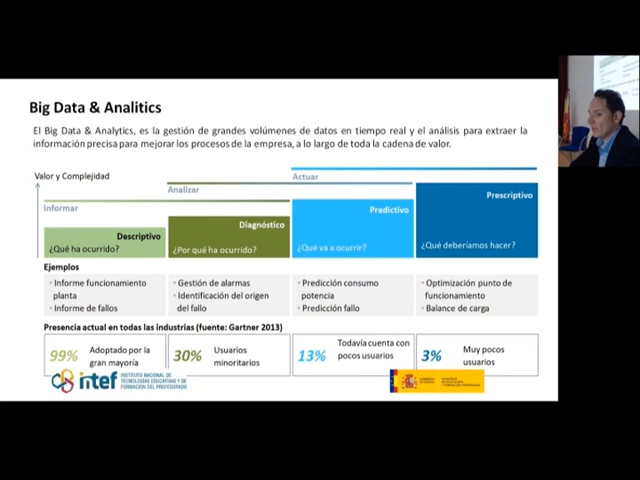 Big Data & Analitics
El Big Data & Analytics, es la gestión de grandes volúmenes de datos en tiempo real y el análisis para extraer la
información precisa para mejorar los procesos de la empresa, a lo largo de toda la cadena de valor.
Valor y Complejidad
Actuar
Analizar
Informar
Prescriptivo
Predictivo
Diagnóstico
Descriptivo
¿Qué ha ocurrido?
¿Por qué ha ocurrido?
¿Qué va a ocurrir?
¿Qué deberíamos hacer?
Ejemplos
Informe funcionamiento
planta
Informe de fallos
Gestión de alarmas
Identificación del origen
del fallo
Predicción consumo
potencia
Predicción fallo
Optimización punto de
funcionamiento
Balance de carga
Presencia actual en todas las industrias (fuente: Gartner 2013)
99% Adoptado por la
gran mayoría
30% Usuarios
minoritarios
13% Todavía cuenta con
pocos usuarios
3% Muy pocos
usuarios
intef
INSTITUTO NACIONAL DE
TECNOLOGÍAS EDUCATIVAS Y DE
FORMACIÓN DEL PROFESORADO